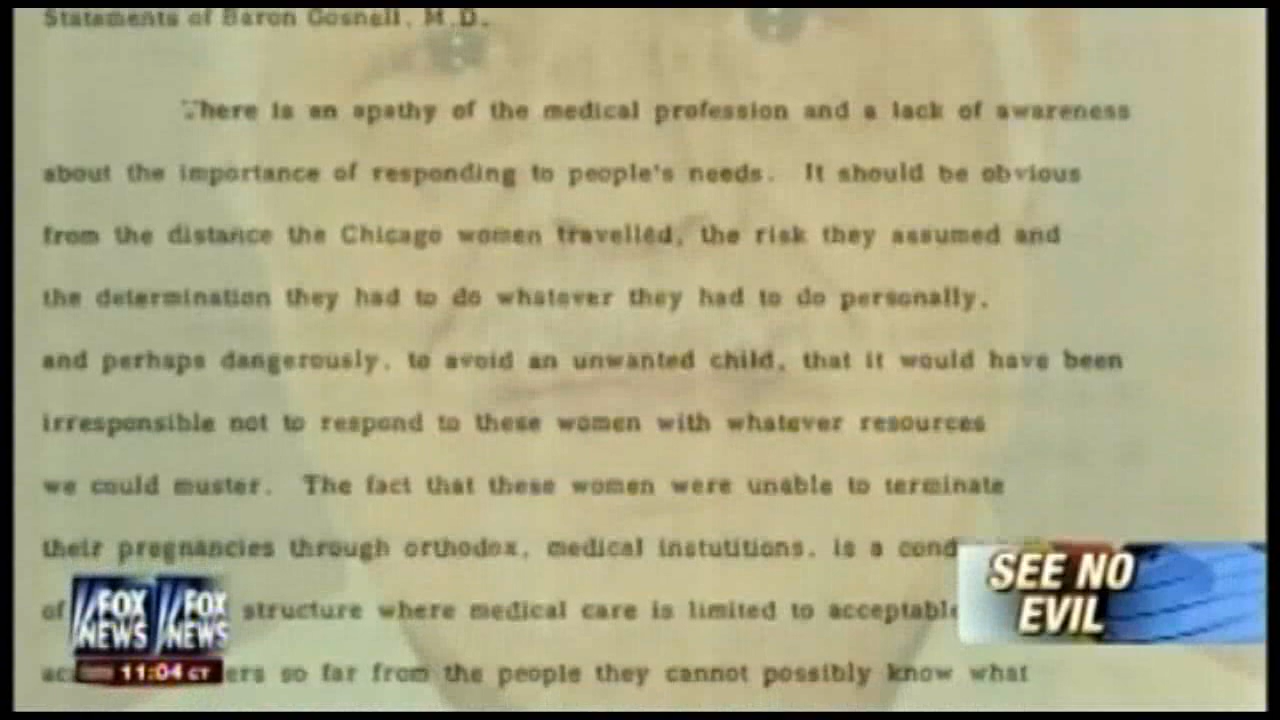 Statements of Baron Gosnell, M.D.
There is an apathy of the medical profession and a lack of awareness
about the importance of responding to people's needs. It should be obvious
from the distance the Chicago women travelled, the risk they assumed and
the determination they had to do whatever they had to do personally,
and perhaps dangerously, to avoid an unwanted child, that it would have been
irresponsible not to respond to these women with whatever resources
we could muster. The fact that these women were unable to terminate
their pregnancies through orthodox, medical instutitions, is a cond
of structure where medical care is limited to acceptable
ers so far from the people they cannot possibly know what
FOX NEWS FOX NEWS
11:04 CT
SEE NO
EVIL